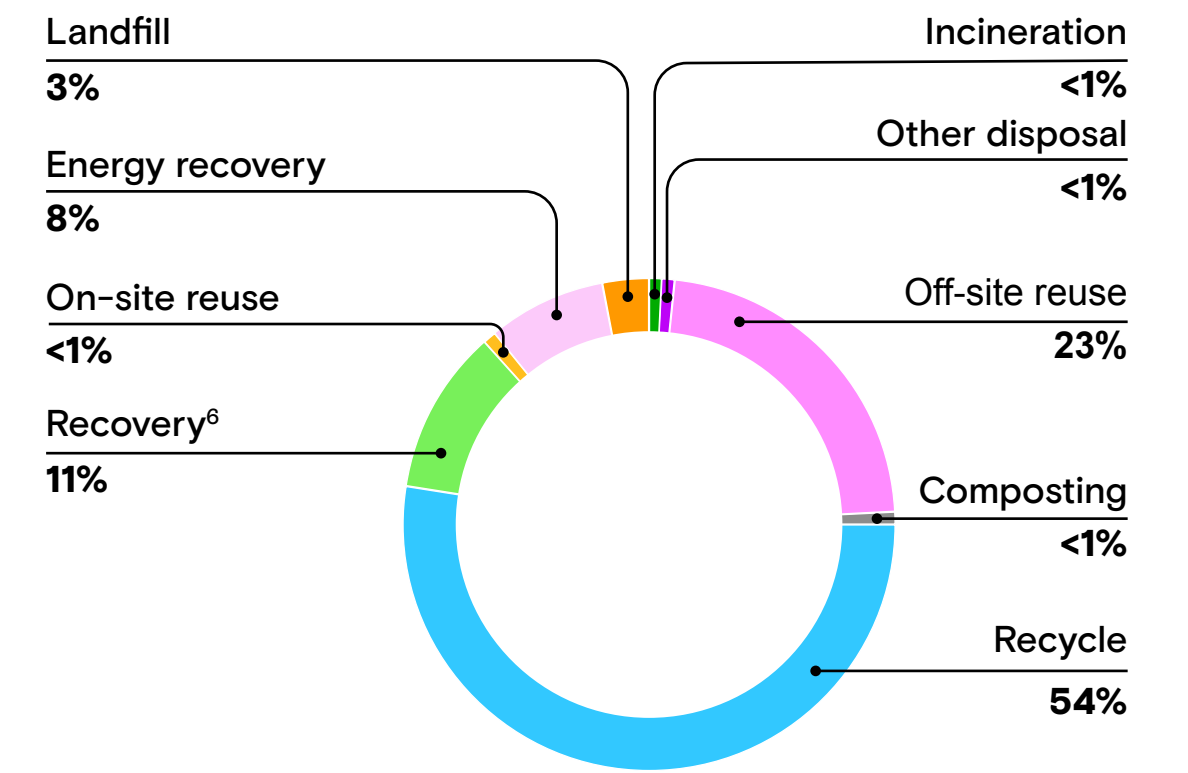 Landfill
3%
Energy recovery
8%
On-site reuse
<1%
Recovery⁶
11%
Incineration
<1%
Other disposal
<1%
Off-site reuse
23%
Composting
<1%
Recycle
54%